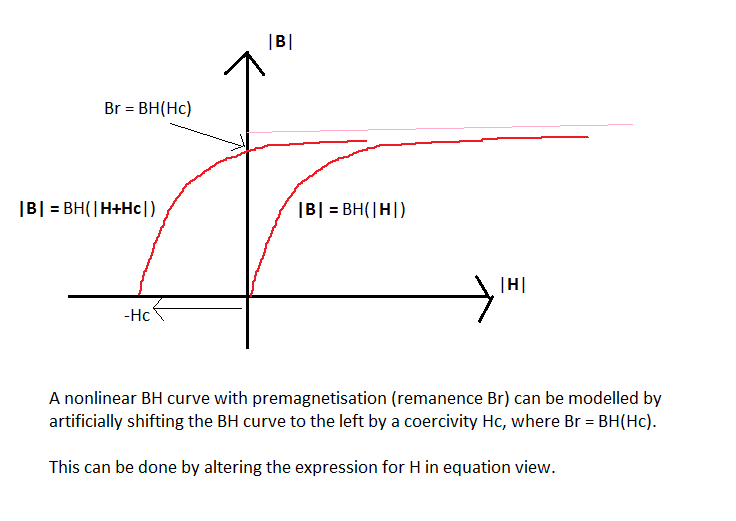 |B|
Br = BH(Hc)
|B| = BH(|H+Hc|)
|B| = BH(|H|)
|H|
-Hc
A nonlinear BH curve with premagnetisation (remanence Br) can be modelled by
artificially shifting the BH curve to the left by a coercivity Hc, where Br = BH(Hc).
This can be done by altering the expression for H in equation view.